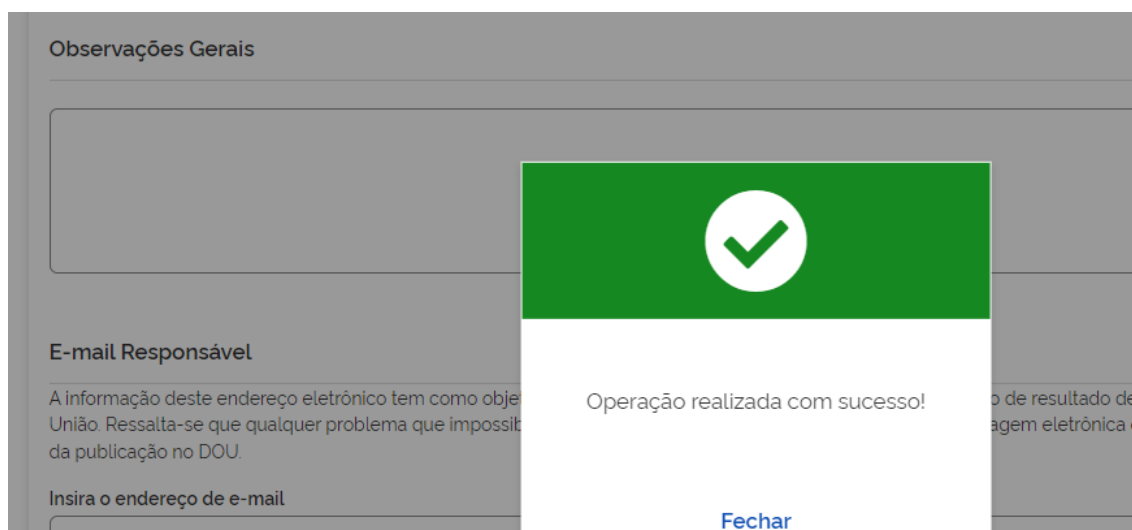 Observações Gerais
E-mail Responsável
A informação deste endereço eletrônico tem como obje
o de resultado de
União. Ressalta-se que qualquer problema que impossib
agem eletrônica
da publicação no DOU.
Insira o endereço de e-mail
Operação realizada com sucesso!
Fechar